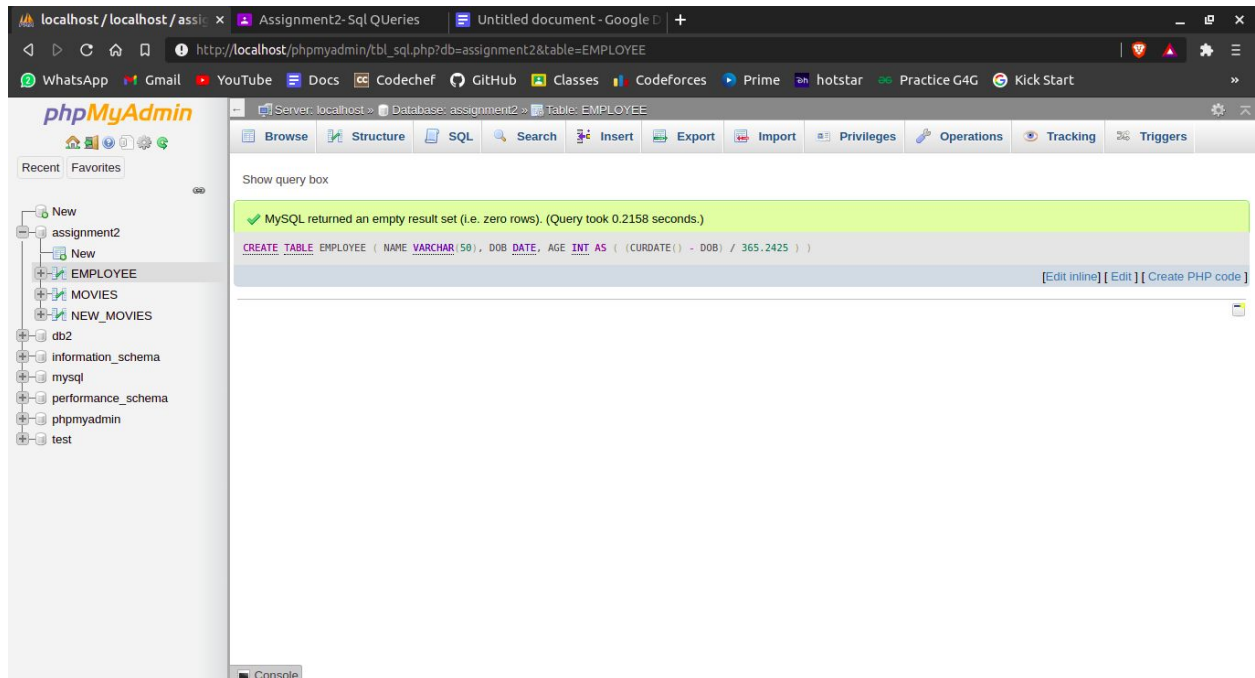 localhost / localhost / assig
Assignment2- Sql QUeries
Untitled document - Google D
http://localhost/phpmyadmin/tbl_sql.php?db=assignment2&table=EMPLOYEE
WhatsApp Gmail YouTube Docs Codechef GitHub Classes Codeforces Prime hotstar Practice G4G Kick Start »
phpMyAdmin
Recent Favorites
New
assignment2
New
EMPLOYEE
MOVIES
NEW_MOVIES
db2
information_schema
mysql
performance_schema
phpmyadmin
test
Server: localhost » Database: assignment2 » Table: EMPLOYEE
Browse Structure SQL Search Insert Export Import Privileges Operations Tracking Triggers
Show query box
MySQL returned an empty result set (i.e. zero rows). (Query took 0.2158 seconds.)
CREATE TABLE EMPLOYEE ( NAME VARCHAR(50), DOB DATE, AGE INT AS ( (CURDATE() - DOB) / 365.2425 ) )
[Edit inline] [ Edit ] [ Create PHP code ]
Console